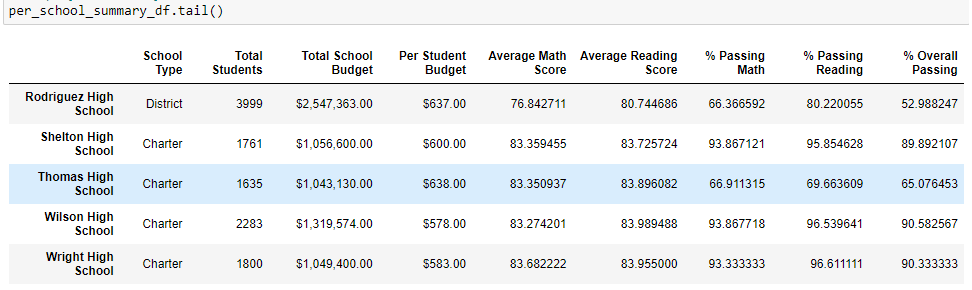 per_school_summary_df.tail()
School Type Total Students Total School Budget Per Student Budget Average Math Score Average Reading Score % Passing Math % Passing Reading % Overall Passing
Rodriguez High School District 3999 $2,547,363.00 $637.00 76.842711 80.744686 66.366592 80.220055 52.988247
Shelton High School Charter 1761 $1,056,600.00 $600.00 83.359455 83.725724 93.867121 95.854628 89.892107
Thomas High School Charter 1635 $1,043,130.00 $638.00 83.350937 83.896082 66.911315 69.663609 65.076453
Wilson High School Charter 2283 $1,319,574.00 $578.00 83.274201 83.989488 93.867718 96.539641 90.582567
Wright High School Charter 1800 $1,049,400.00 $583.00 83.682222 83.955000 93.333333 96.611111 90.333333